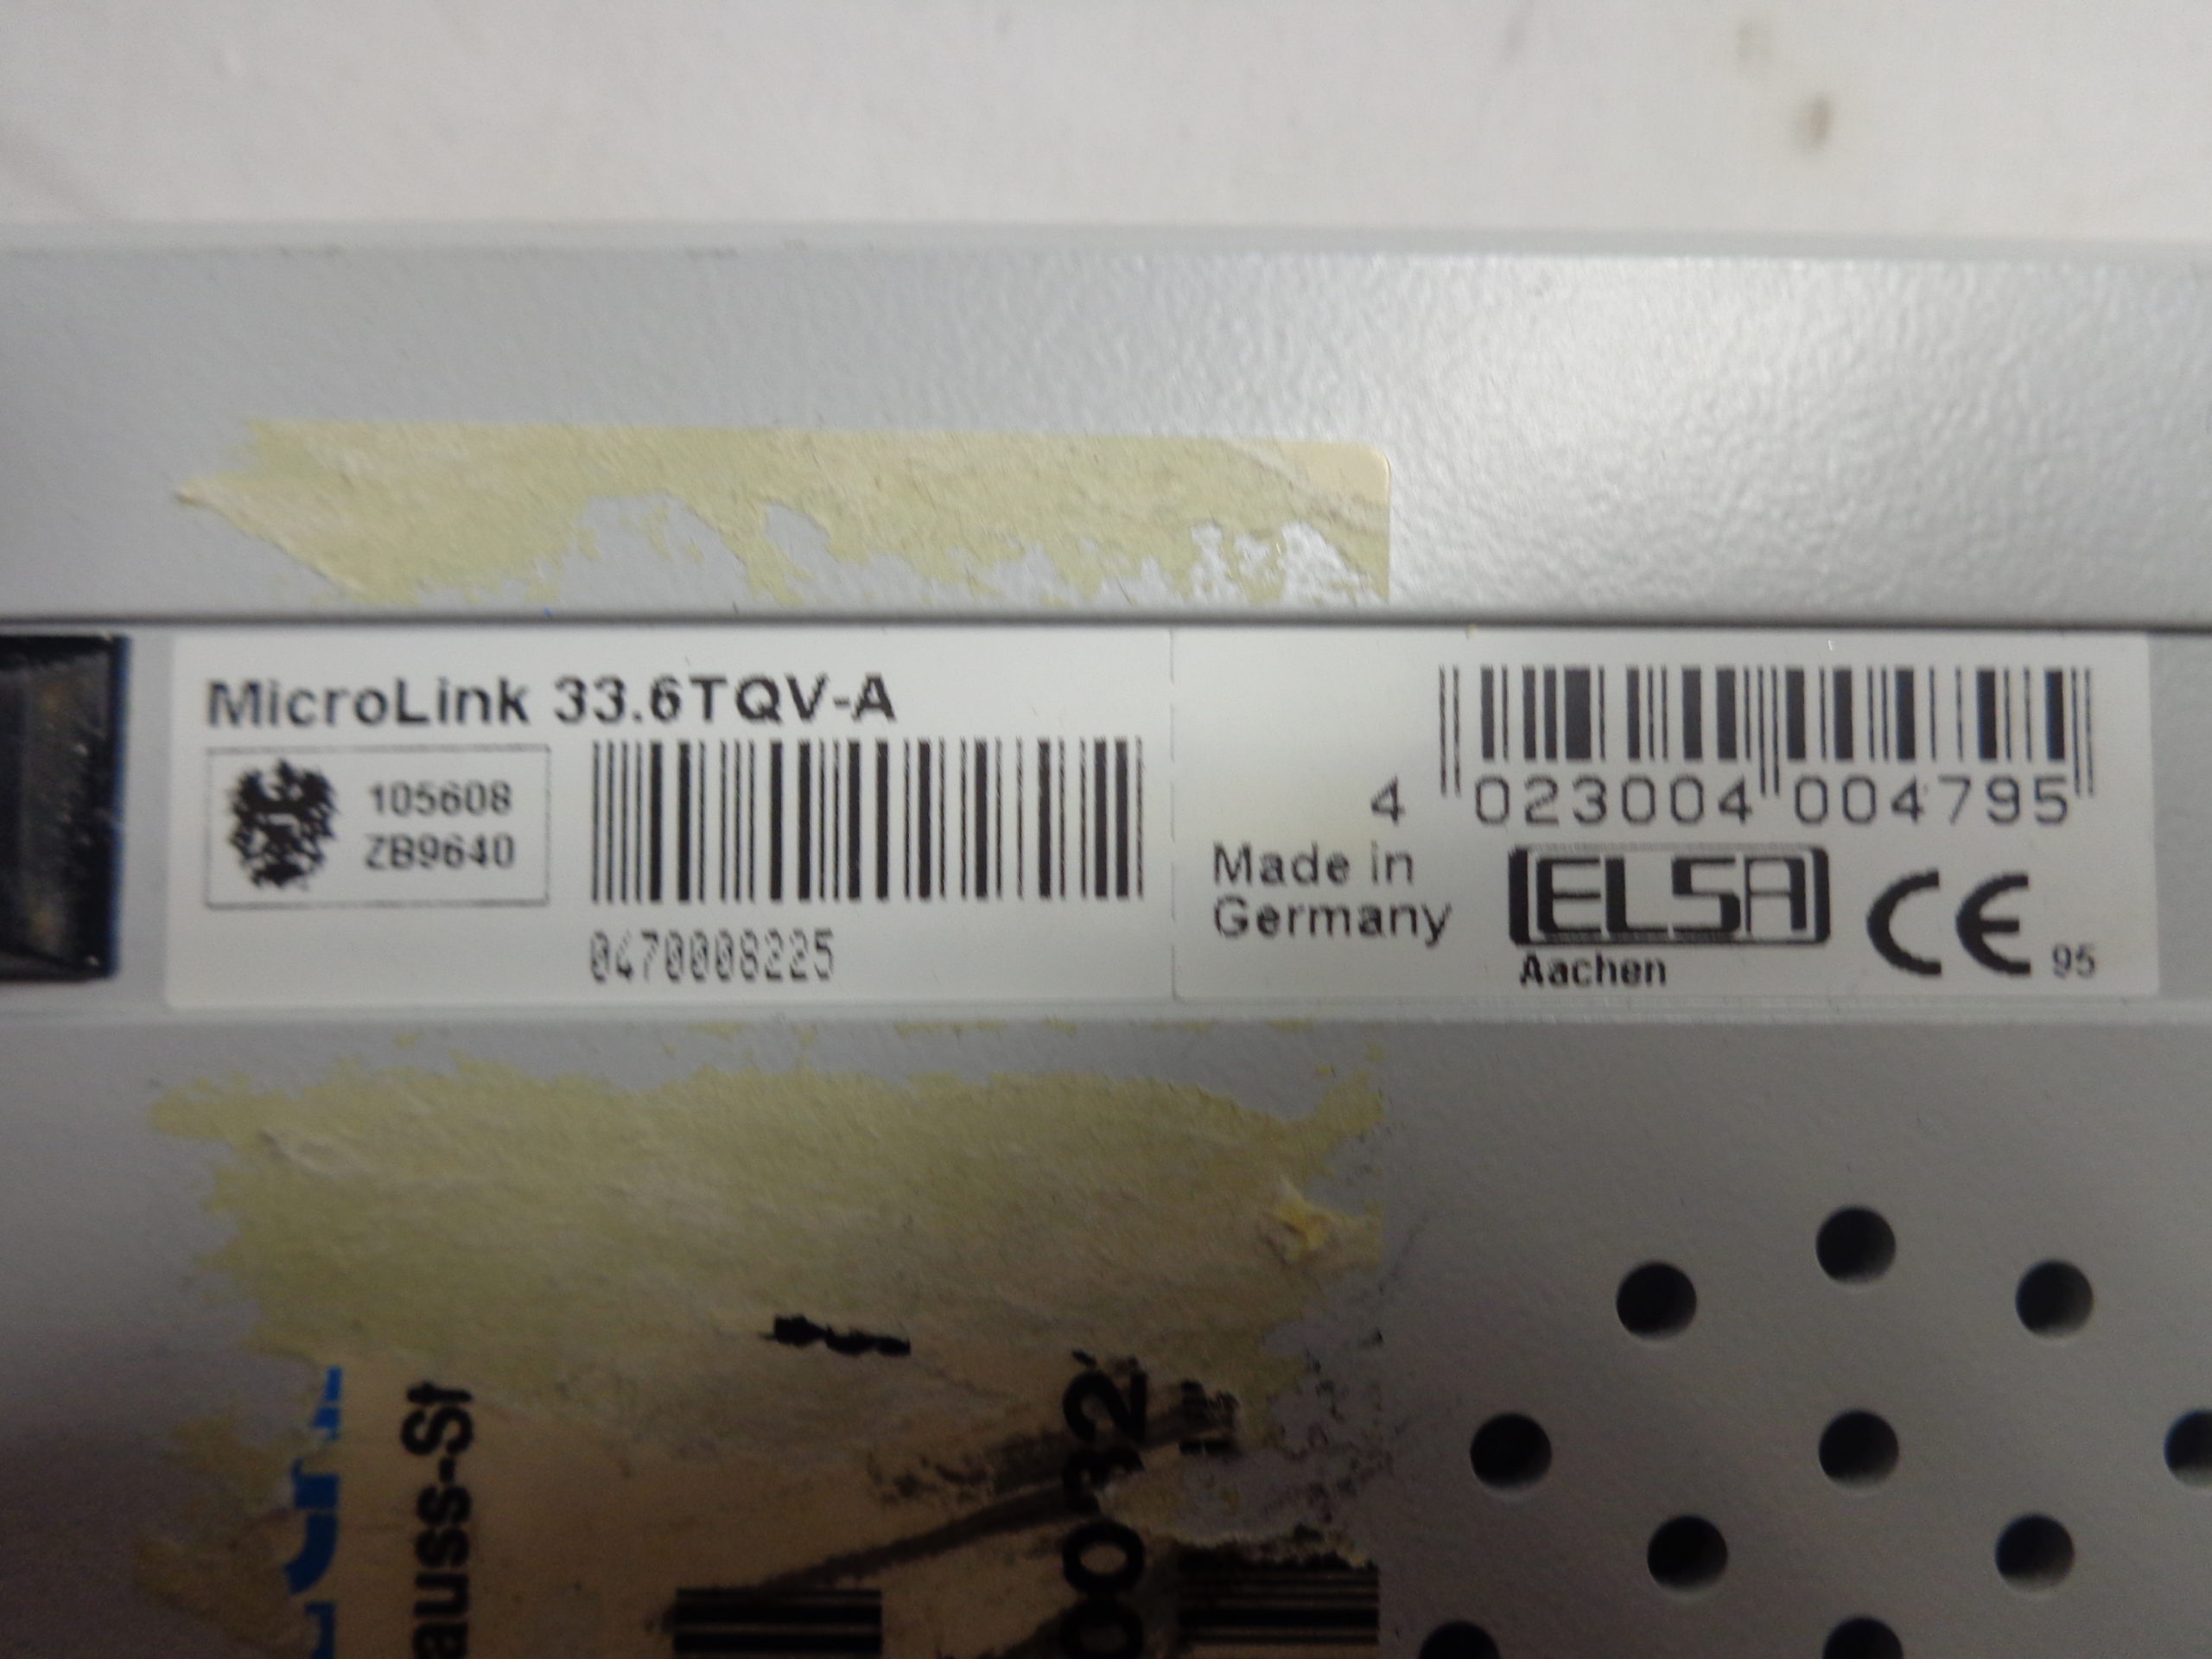 MicroLink 33.6TQV-A
105608
ZB9640
0470008225
4 023004 004795
Made in
Germany
ELSA
Aachen
CE 95
auss-St